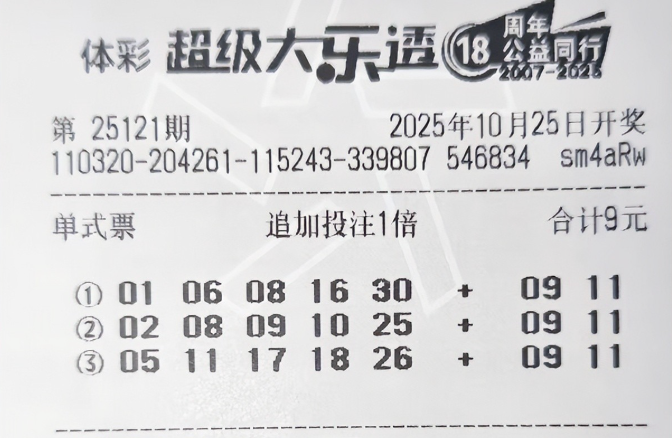 体彩 超级大乐透 18 周年
公益同行
2007-2025
第 25121期 2025年10月25日开奖
110320-204261-115243-339807 546834 sm4aRw
单式票 追加投注1倍 合计9元
① 01 06 08 16 30 + 09 11
② 02 08 09 10 25 + 09 11
③ 05 11 17 18 26 + 09 11